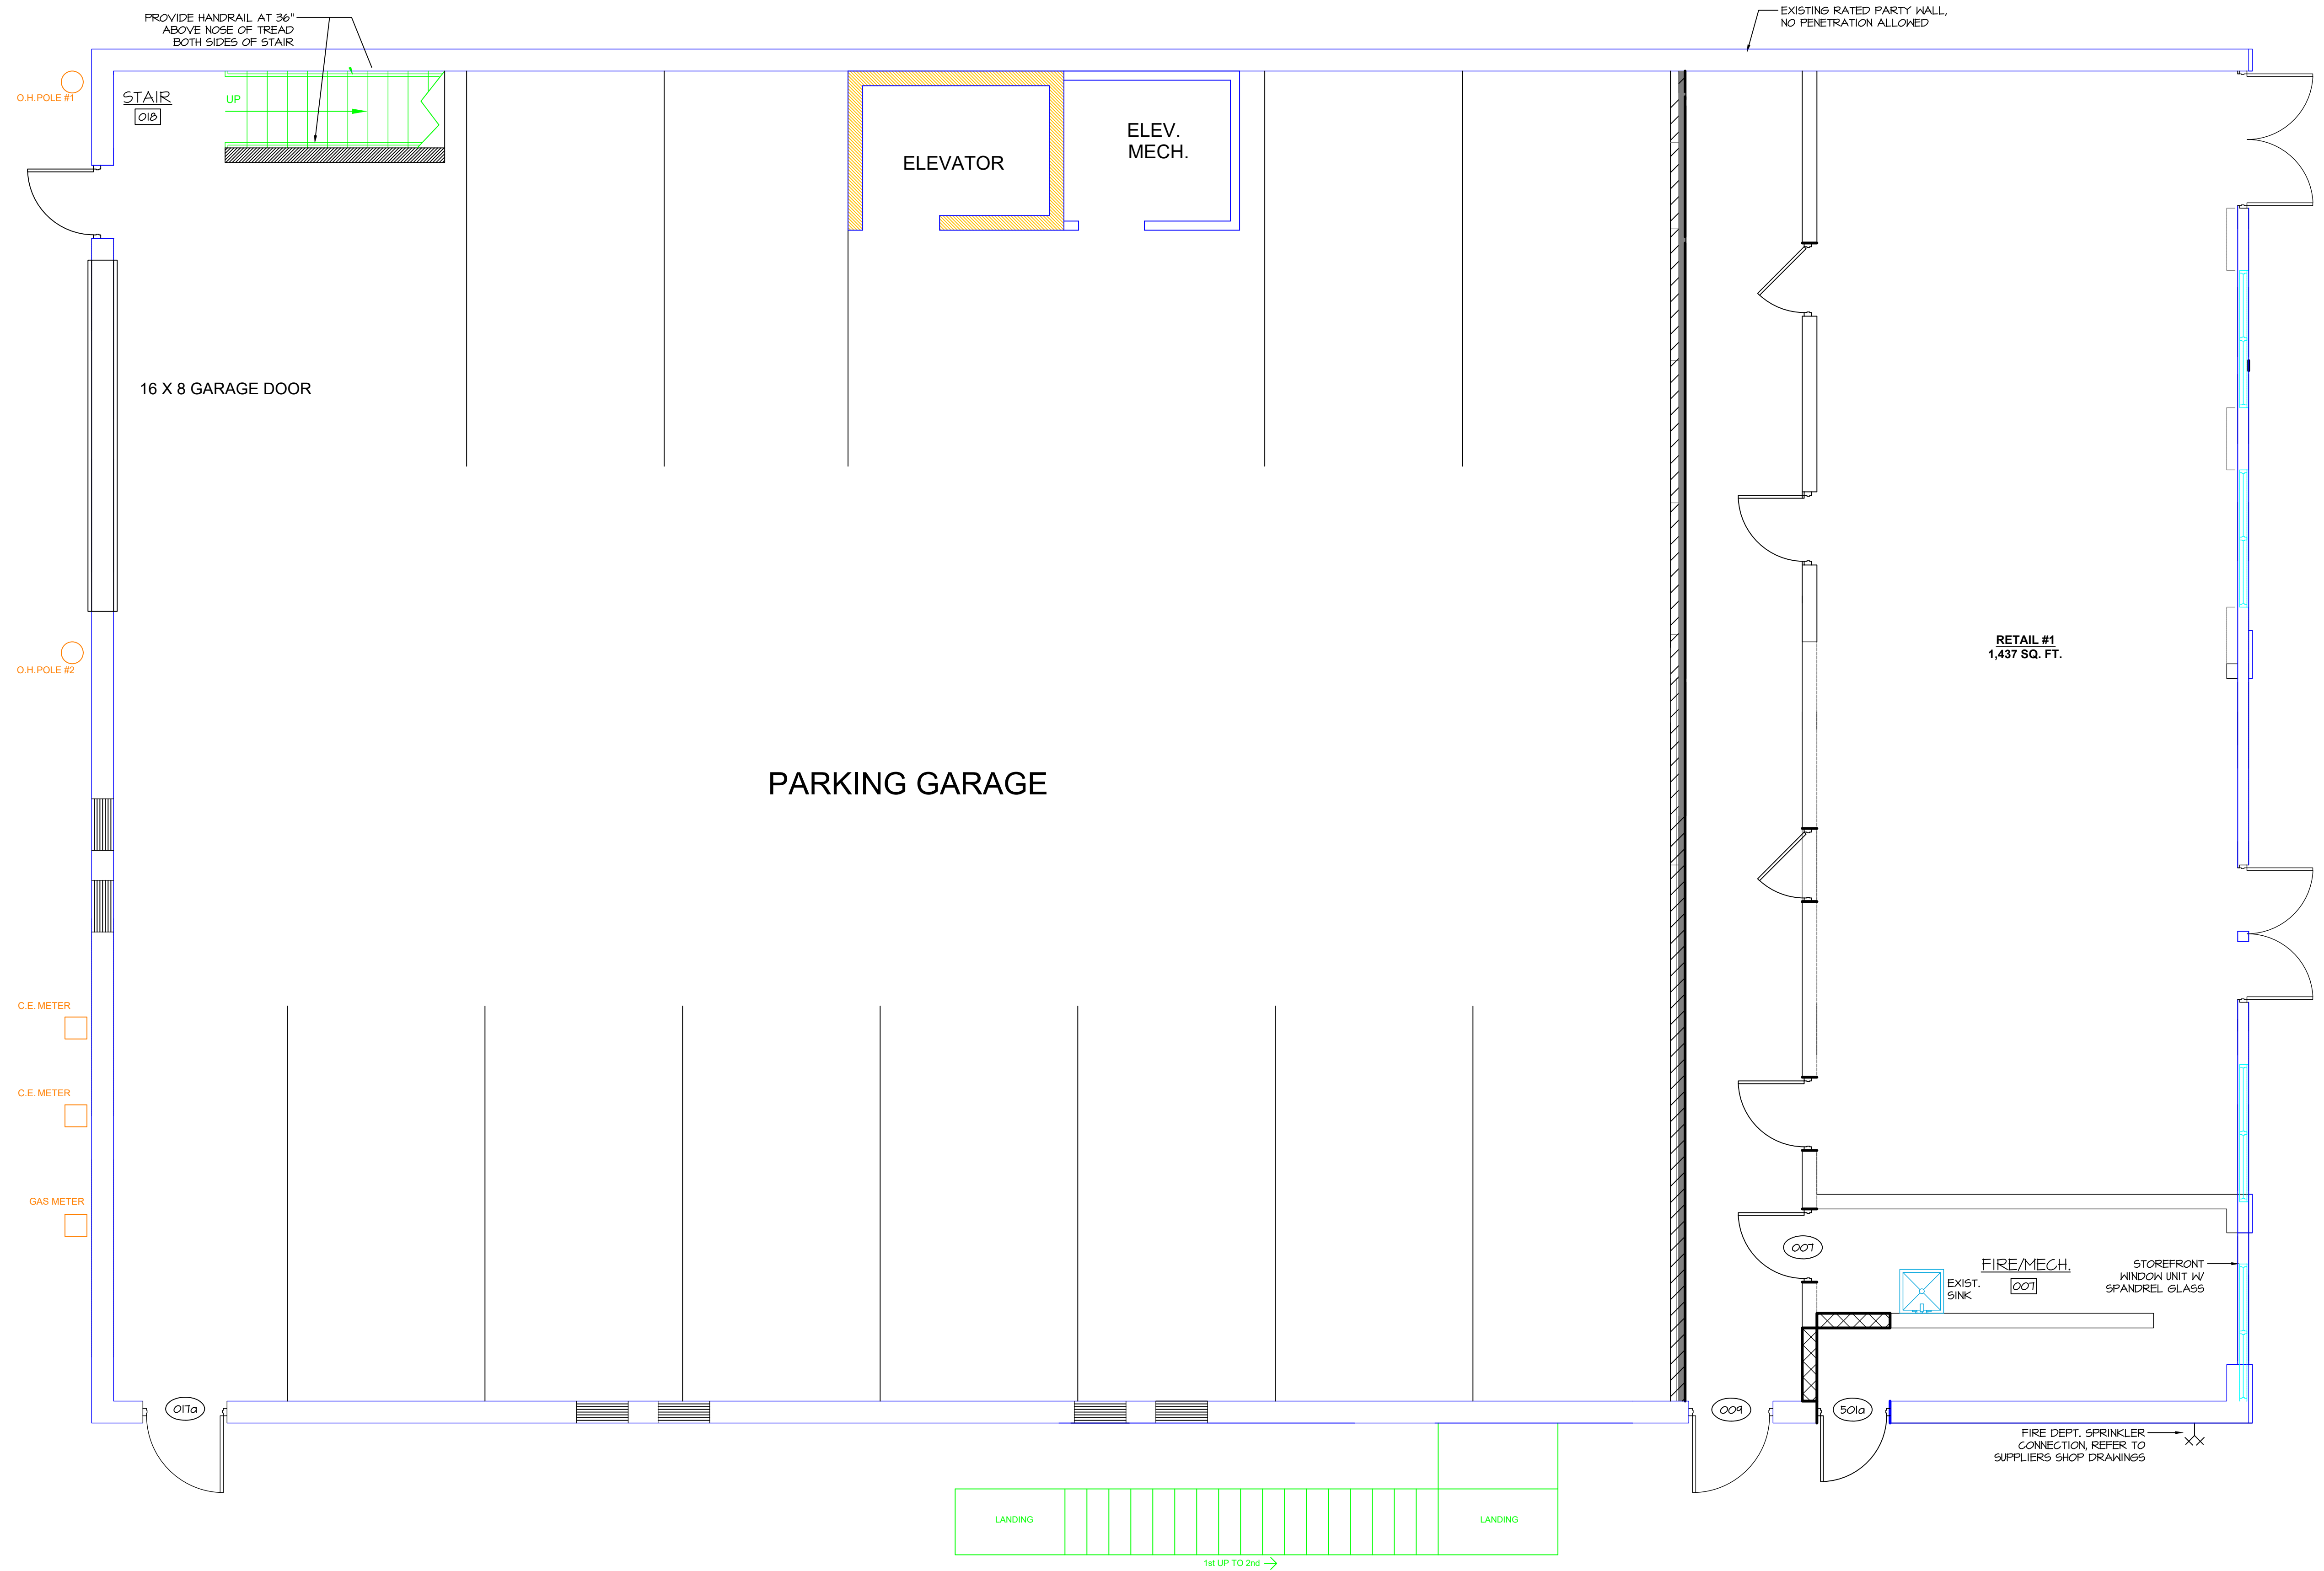 PROVIDE HANDRAIL AT 36"
ABOVE NOSE OF TREAD
BOTH SIDES OF STAIR
EXISTING RATED PARTY WALL,
NO PENETRATION ALLOWED
O.H.POLE #1
STAIR
018
UP
ELEVATOR
ELEV.
MECH.
16 X 8 GARAGE DOOR
O.H.POLE #2
RETAIL #1
1,437 SQ. FT.
PARKING GARAGE
C.E. METER
C.E. METER
GAS METER
007
FIRE/MECH.
007
EXIST.
SINK
STOREFRONT
WINDOW UNIT W/
SPANDREL GLASS
017a
009
501a
FIRE DEPT. SPRINKLER
CONNECTION, REFER TO
SUPPLIERS SHOP DRAWINGS
LANDING
LANDING
1st UP TO 2nd